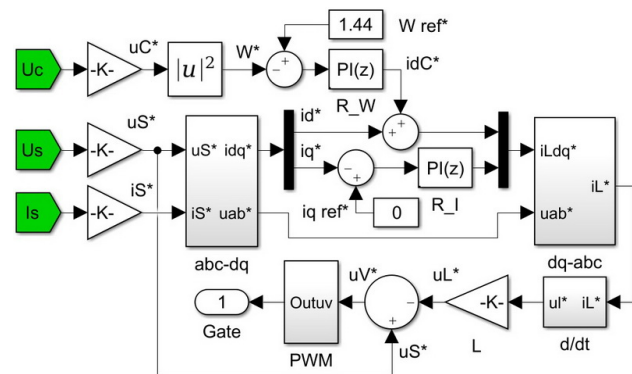 1.44
W ref*
Uc
-K-
uC*
|u|²
W*
−
+
PI(z)
R_W
idC*
uS*
Us
-K-
uS*
idq*
id*
+
+
iq*
−
+
PI(z)
R_I
iLdq*
iL*
iS*
Is
-K-
iS*
uab*
iq ref*
0
uab*
abc-dq
dq-abc
uV*
uL*
1
Gate
Outuv
PWM
−
+
-K-
L
ul*
iL*
d/dt
uS*